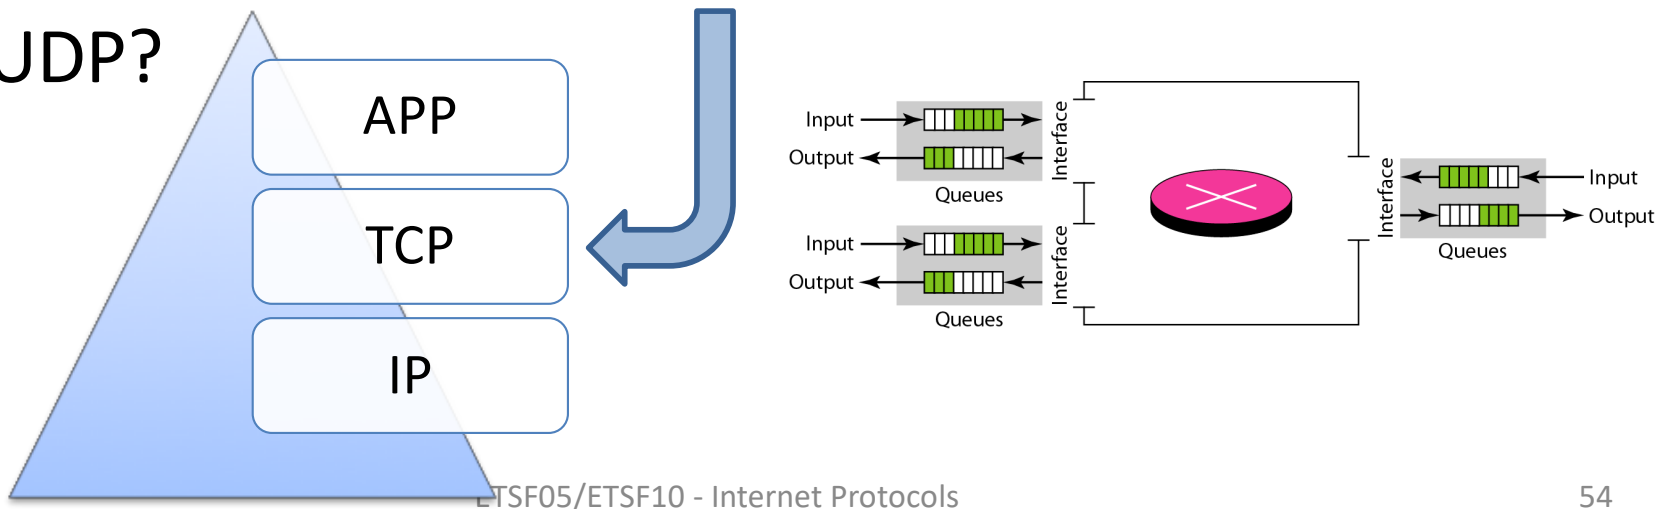 UDP?
APP
TCP
IP
Input
Output
Queues
Interface
Input
Output
Queues
Interface
Interface
Input
Output
Queues
ETSF05/ETSF10 - Internet Protocols
54